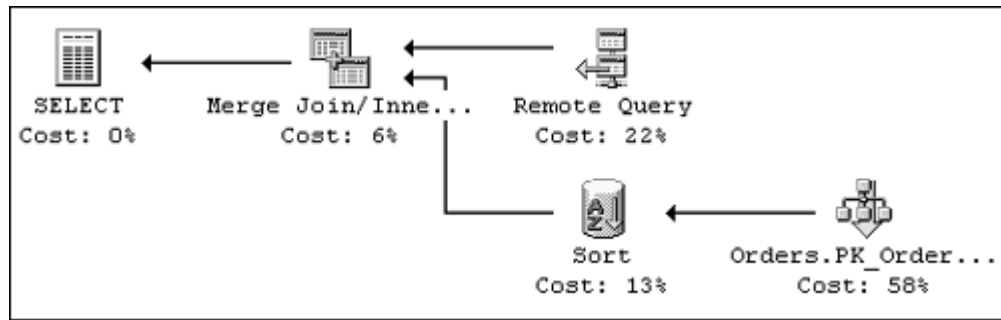 SELECT
Cost: 0%
Merge Join/Inne...
Cost: 6%
Remote Query
Cost: 22%
Sort
Cost: 13%
Orders.PK_Order...
Cost: 58%